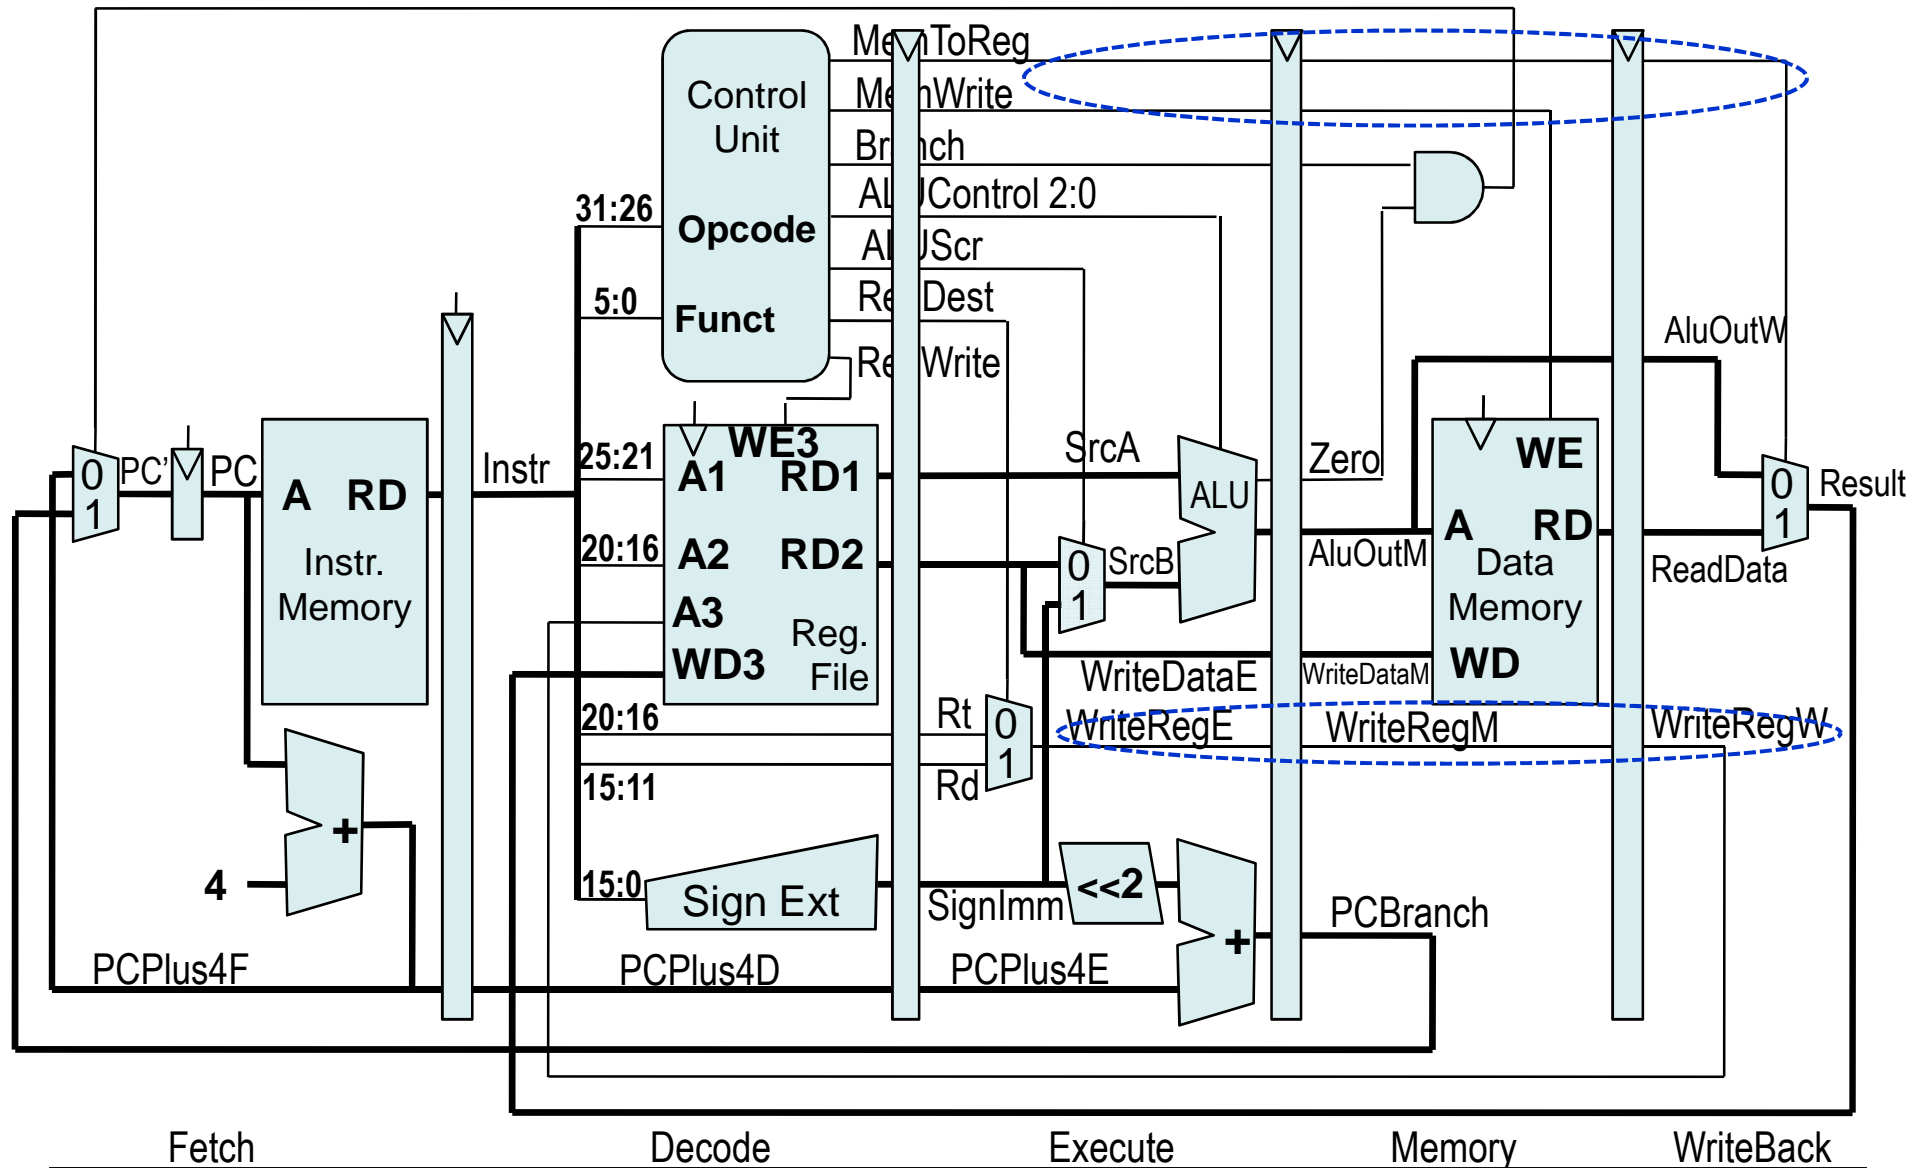 MemToReg
MemWrite
Branch
ALUControl 2:0
ALUScr
RegDest
RegWrite
Control
Unit
Opcode
Funct
31:26
5:0
AluOutW
0
1
PC'
PC
A RD
Instr.
Memory
Instr
25:21
20:16
WE3
A1 RD1
A2 RD2
A3
WD3
Reg.
File
SrcA
ALU
Zero
0
1
SrcB
AluOutM
WE
A RD
Data
Memory
WD
0
1
Result
ReadData
WriteDataE
WriteDataM
20:16
15:11
Rt
Rd
0
1
WriteRegE
WriteRegM
WriteRegW
+
4
15:0
Sign Ext
SignImm
<<2
+
PCBranch
PCPlus4F
PCPlus4D
PCPlus4E
Fetch
Decode
Execute
Memory
WriteBack